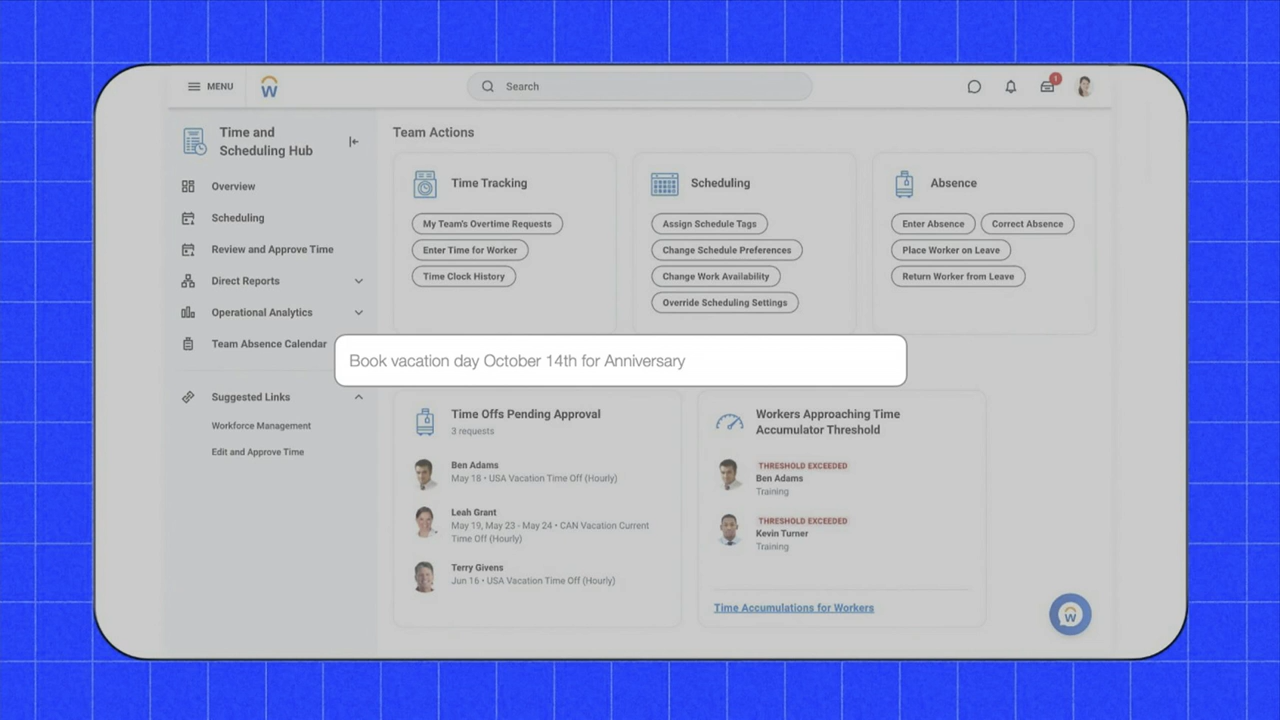 MENU
Search
1
Time and
Scheduling Hub
Overview
Scheduling
Review and Approve Time
Direct Reports
Operational Analytics
Team Absence Calendar
Suggested Links
Workforce Management
Edit and Approve Time
Team Actions
Time Tracking
My Team's Overtime Requests
Enter Time for Worker
Time Clock History
Scheduling
Assign Schedule Tags
Change Schedule Preferences
Change Work Availability
Override Scheduling Settings
Absence
Enter Absence
Correct Absence
Place Worker on Leave
Return Worker from Leave
Book vacation day October 14th for Anniversary
Time Offs Pending Approval
3 requests
Ben Adams
May 18 • USA Vacation Time Off (Hourly)
Leah Grant
May 19, May 23 - May 24 • CAN Vacation Current
Time Off (Hourly)
Terry Givens
Jun 16 • USA Vacation Time Off (Hourly)
Workers Approaching Time
Accumulator Threshold
THRESHOLD EXCEEDED
Ben Adams
Training
THRESHOLD EXCEEDED
Kevin Turner
Training
Time Accumulations for Workers